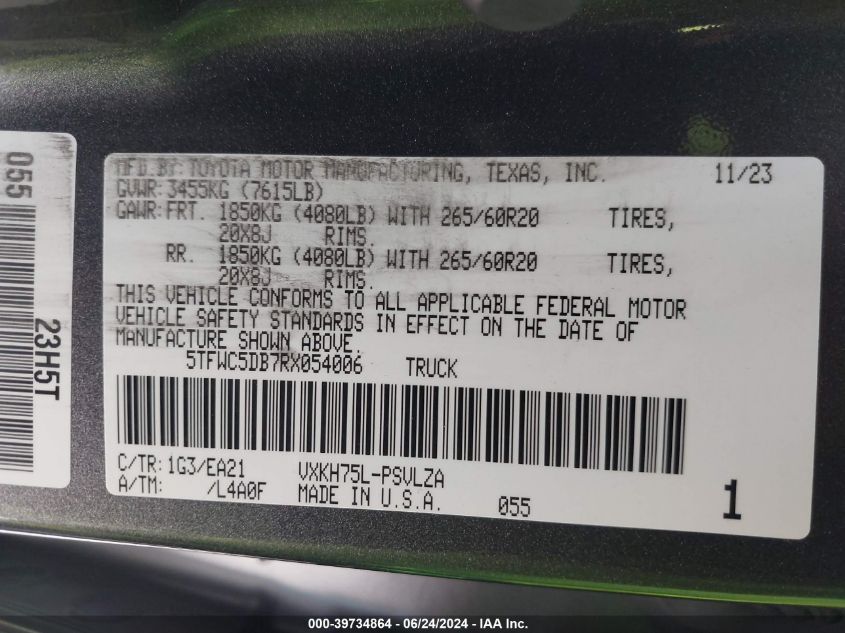 055
23H5T
MFD.BY:TOYOTA MOTOR MANUFACTURING, TEXAS, INC. 11/23
GVWR:3455KG (7615LB)
GAWR:FRT. 1850KG (4080LB) WITH 265/60R20 TIRES,
20X8J RIMS.
RR. 1850KG (4080LB) WITH 265/60R20 TIRES,
20X8J RIMS.
THIS VEHICLE CONFORMS TO ALL APPLICABLE FEDERAL MOTOR
VEHICLE SAFETY STANDARDS IN EFFECT ON THE DATE OF
MANUFACTURE SHOWN ABOVE.
5TFWC5DB7RX054006 TRUCK
C/TR:1G3/EA21 VXKH75L-PSVLZA
A/TM: /L4A0F MADE IN U.S.A. 055 1
000-39734864 - 06/24/2024 - IAA Inc.